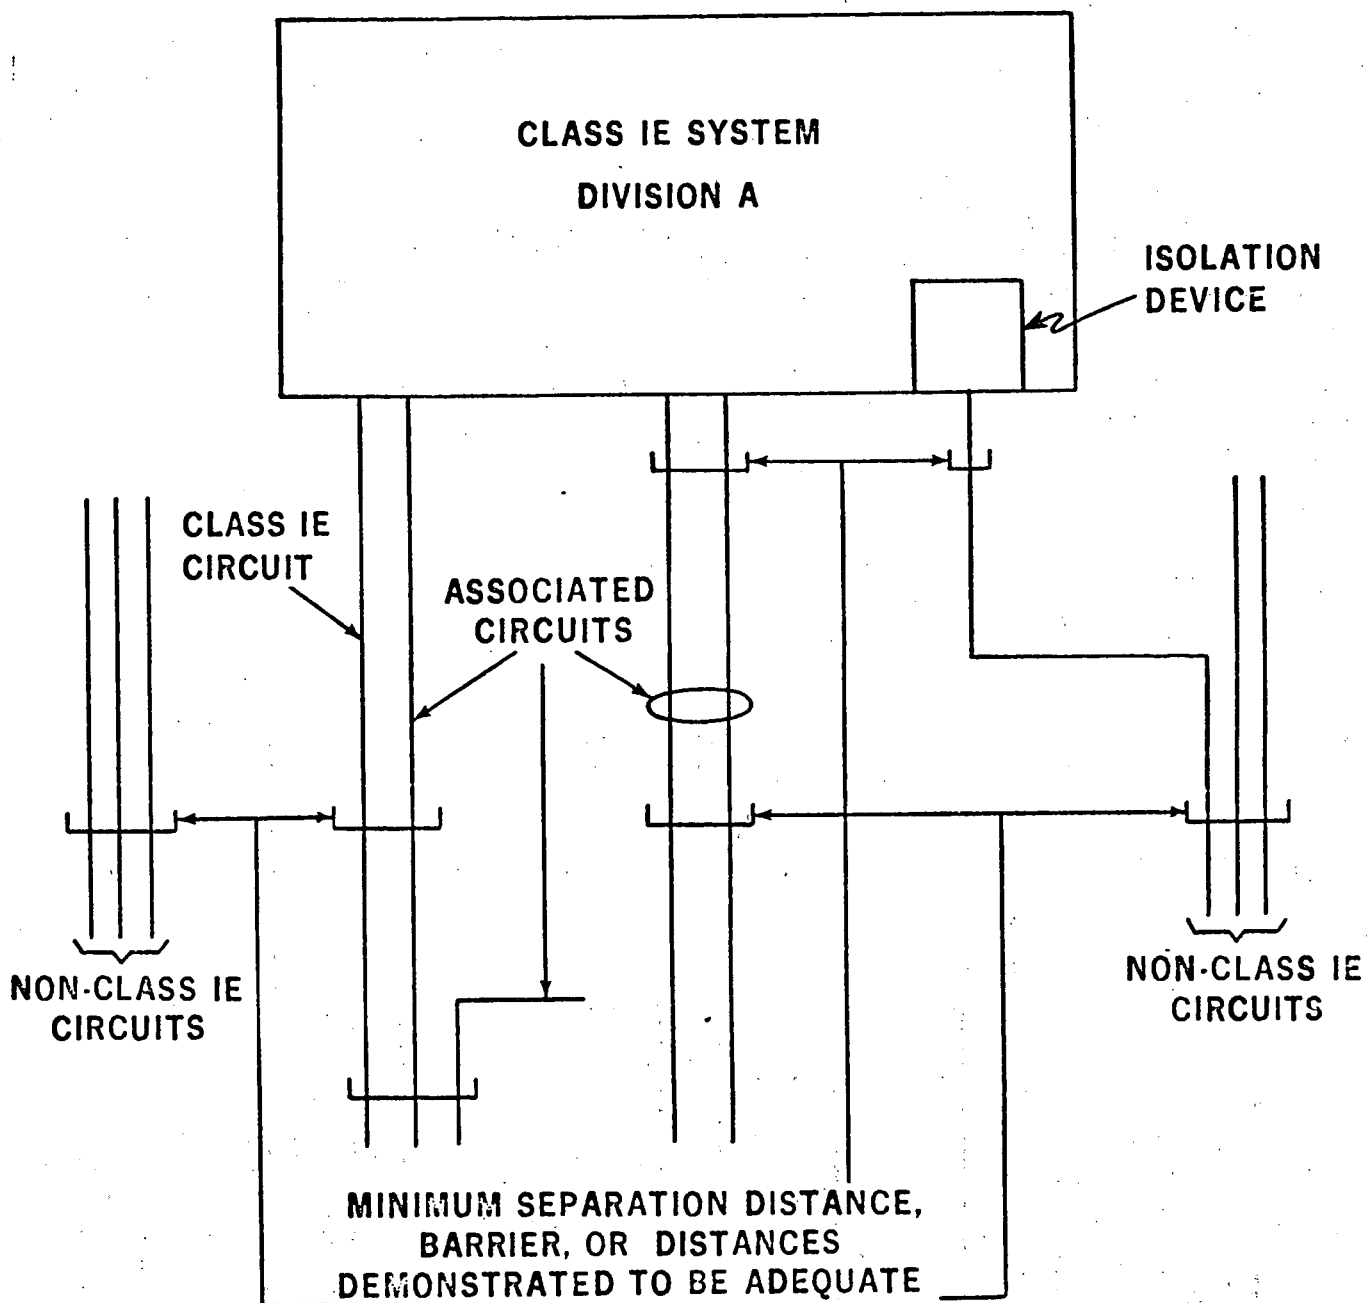 CLASS IE SYSTEM
DIVISION A
ISOLATION
DEVICE
CLASS IE
CIRCUIT
ASSOCIATED
CIRCUITS
NON-CLASS IE
CIRCUITS
NON-CLASS IE
CIRCUITS
MINIMUM SEPARATION DISTANCE,
BARRIER, OR DISTANCES
DEMONSTRATED TO BE ADEQUATE